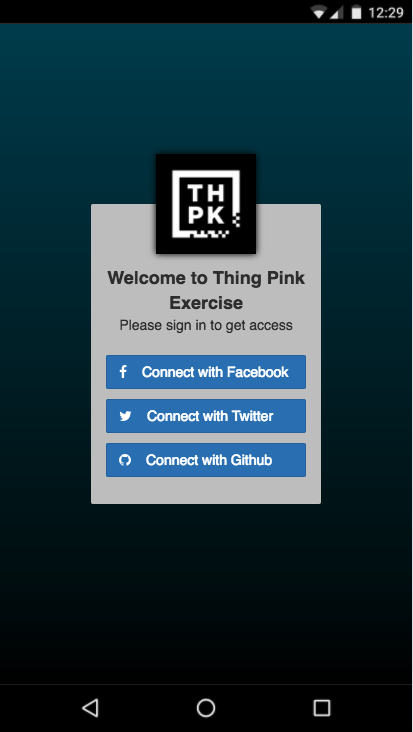 12:29
TH
PK
Welcome to Thing Pink
Exercise
Please sign in to get access
Connect with Facebook
Connect with Twitter
Connect with Github